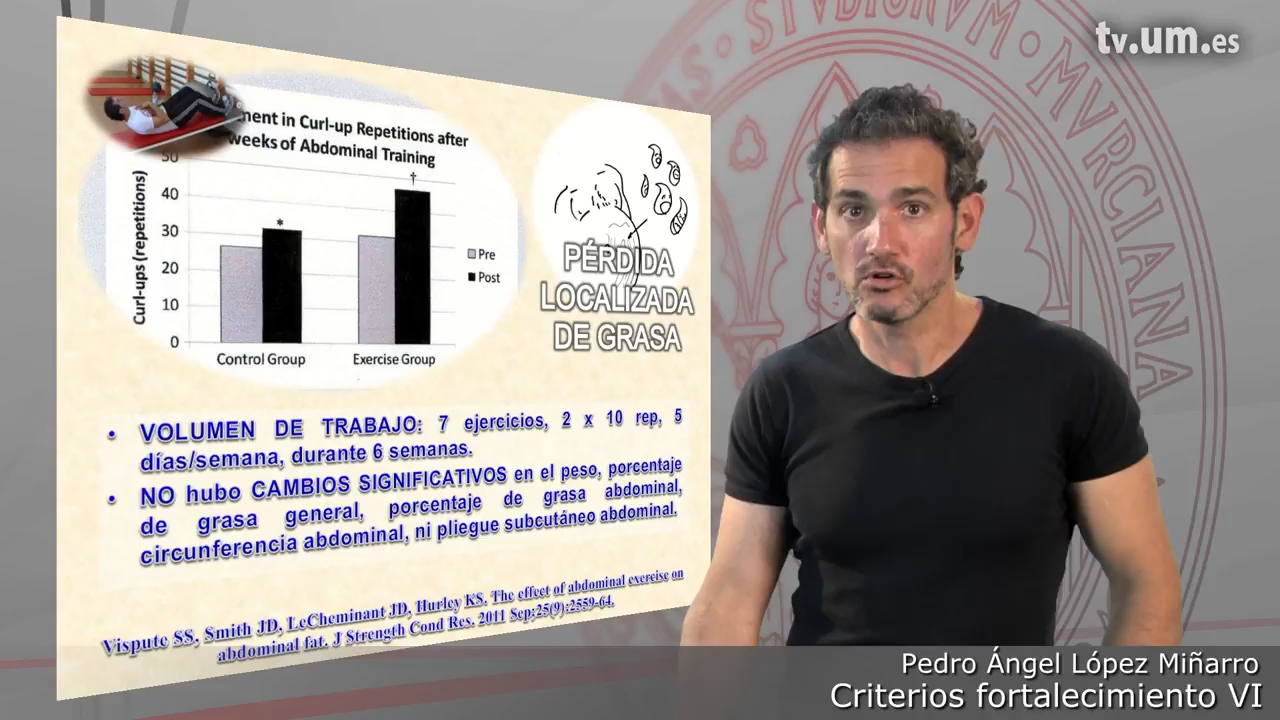 tv.um.es
STVDIORVM
MVRCIANA
ment in Curl-up Repetitions after
weeks of Abdominal Training
Curl-ups (repetitions)
50
40
30
20
10
0
*
†
Pre
Post
Control Group
Exercise Group
PÉRDIDA
LOCALIZADA
DE GRASA
• VOLUMEN DE TRABAJO: 7 ejercicios, 2 x 10 rep, 5
días/semana, durante 6 semanas.
• NO hubo CAMBIOS SIGNIFICATIVOS en el peso, porcentaje
de grasa general, porcentaje de grasa abdominal,
circunferencia abdominal, ni pliegue subcutáneo abdominal.
Vispute SS, Smith JD, LeCheminant JD, Hurley KS. The effect of abdominal exercise on
abdominal fat. J Strength Cond Res. 2011 Sep;25(9):2559-64.
Pedro Ángel López Miñarro
Criterios fortalecimiento VI